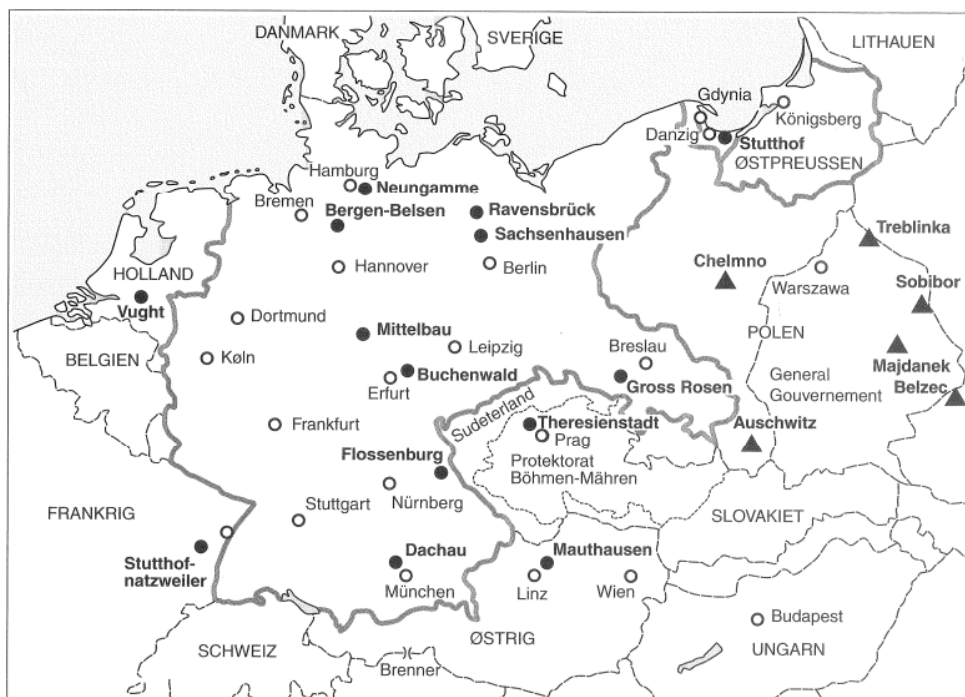 DANMARK
SVERIGE
LITHAUEN
Gdynia
Königsberg
Danzig
Stutthof
ØSTPREUSSEN
Hamburg
Neungamme
Bremen
Bergen-Belsen
Ravensbrück
Sachsenhausen
Treblinka
Hannover
Berlin
Chelmno
Warszawa
HOLLAND
Sobibor
Vught
Dortmund
Mittelbau
POLEN
Leipzig
BELGIEN
Køln
Breslau
Majdanek
Buchenwald
Erfurt
Gross Rosen
General
Gouvernement
Belzec
Sudeterland
Frankfurt
Theresienstadt
Auschwitz
Prag
Flossenburg
Protektorat
Böhmen-Mähren
Nürnberg
Stuttgart
FRANKRIG
SLOVAKIET
Stutthof-
natzweiler
Dachau
Mauthausen
München
Linz
Wien
Budapest
ØSTRIG
SCHWEIZ
UNGARN
Brenner